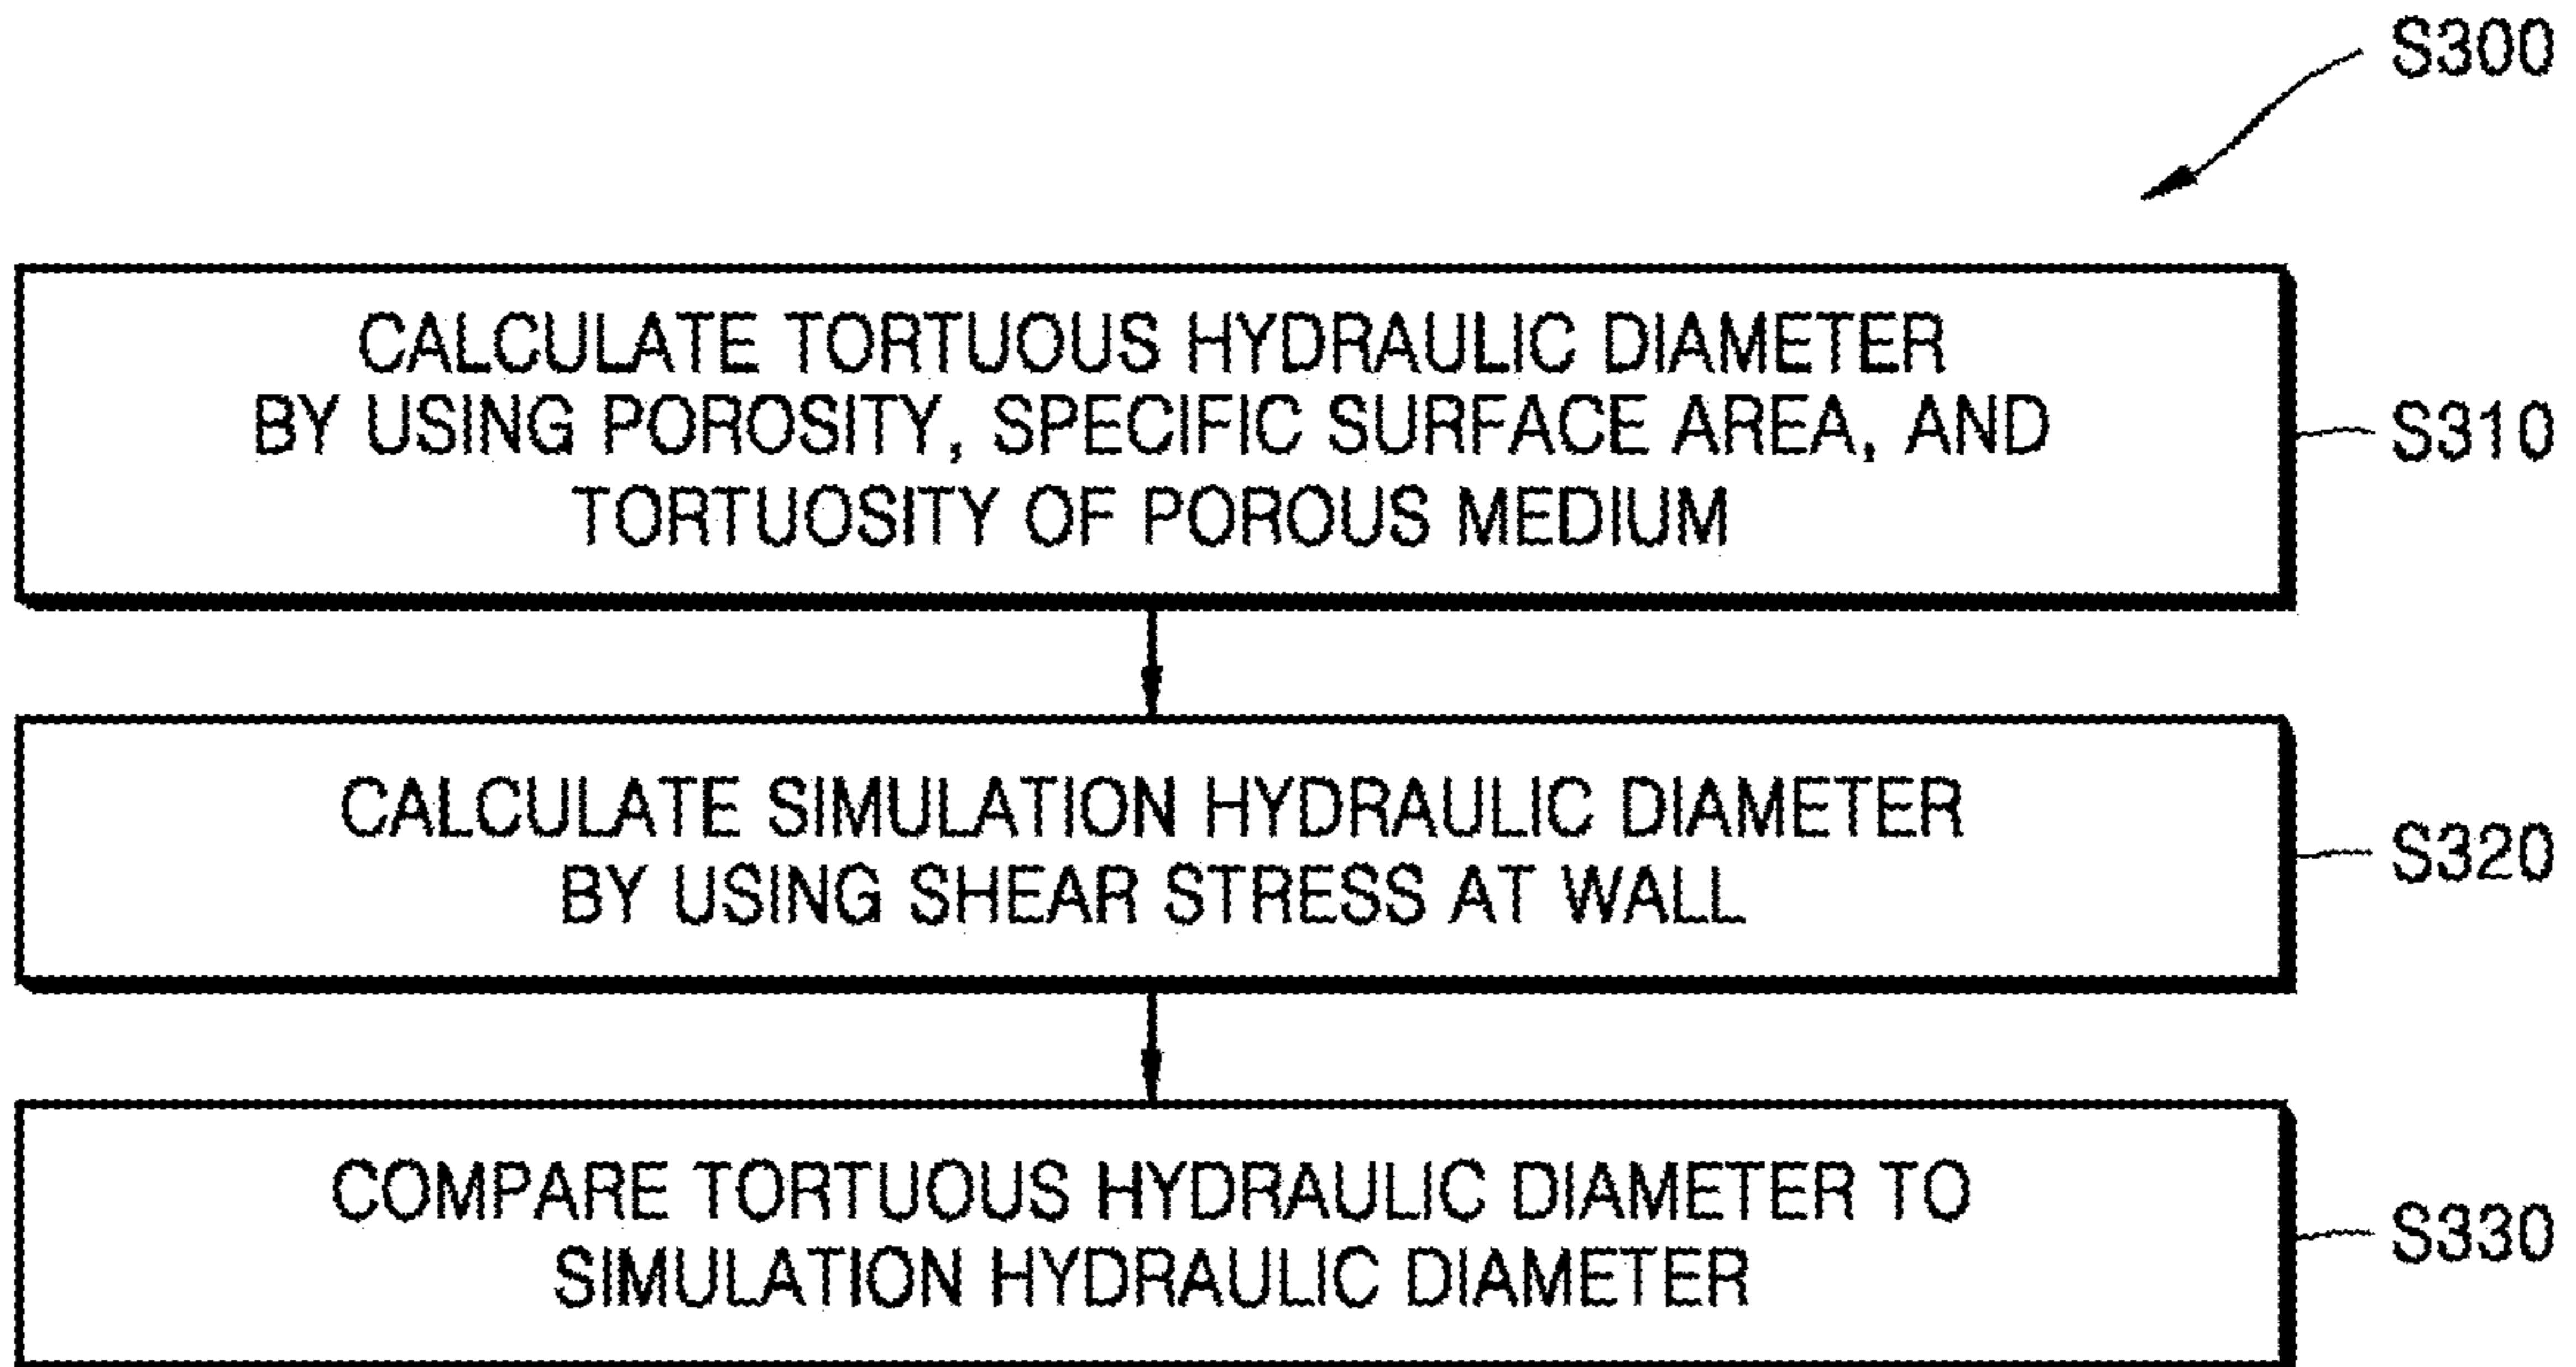 S300
CALCULATE TORTUOUS HYDRAULIC DIAMETER
BY USING POROSITY, SPECIFIC SURFACE AREA, AND
TORTUOSITY OF POROUS MEDIUM
S310
CALCULATE SIMULATION HYDRAULIC DIAMETER
BY USING SHEAR STRESS AT WALL
S320
COMPARE TORTUOUS HYDRAULIC DIAMETER TO
SIMULATION HYDRAULIC DIAMETER
S330